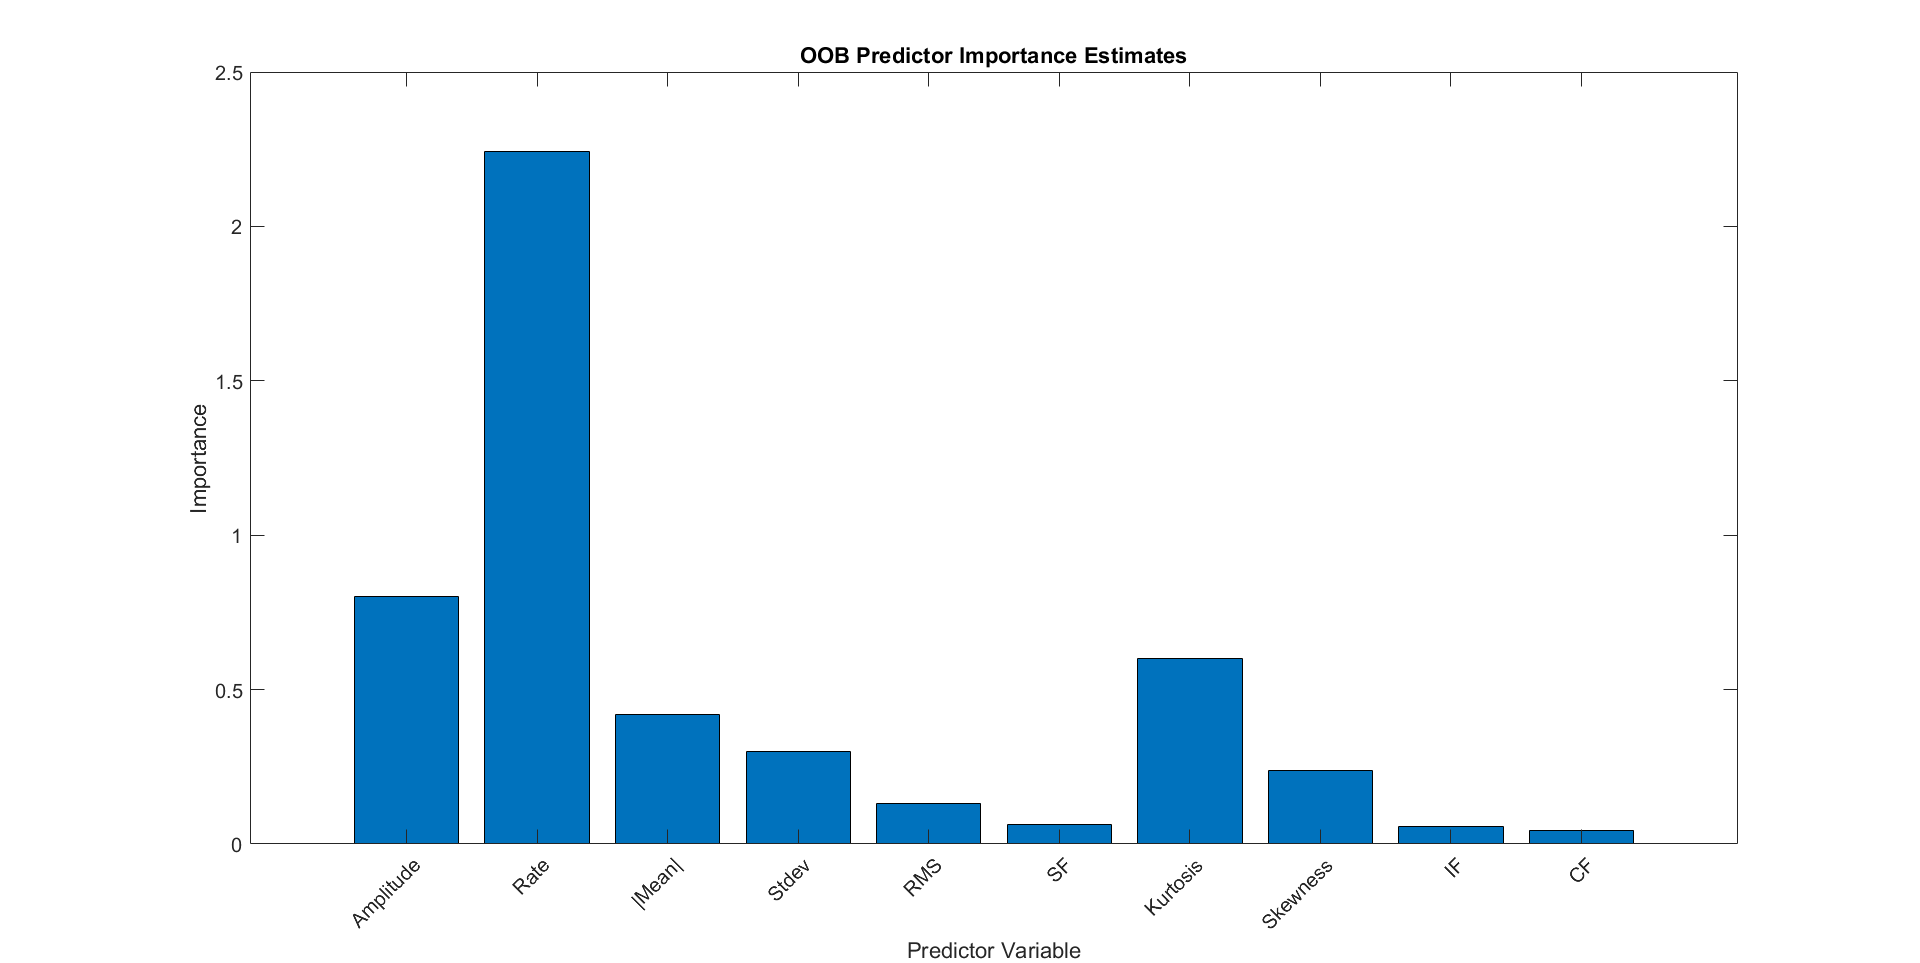 OOB Predictor Importance Estimates
2.5
2
1.5
1
0.5
0
Importance
Amplitude
Rate
|Mean|
Stdev
RMS
SF
Kurtosis
Skewness
IF
CF
Predictor Variable